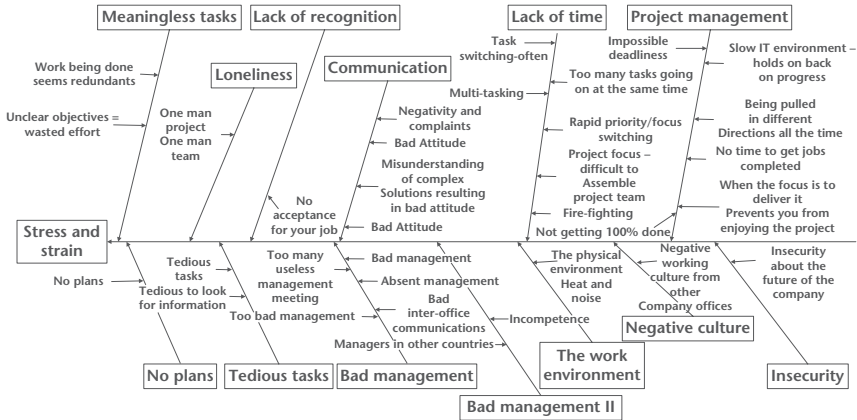 Meaningless tasks
Work being done
seems redundants
Unclear objectives =
wasted effort
Lack of recognition
No
acceptance
for your job
Loneliness
One man
project
One man
team
Communication
Negativity and
complaints
Bad Attitude
Misunderstanding
of complex
Solutions resulting
in bad attitude
Bad Attitude
Lack of time
Task
switching-often
Too many tasks going
on at the same time
Multi-tasking
Rapid priority/focus
switching
Project focus –
difficult to
Assemble
project team
Fire-fighting
Project management
Impossible
deadliness
Slow IT environment –
holds on back
on progress
Being pulled
in different
Directions all the time
No time to get jobs
completed
When the focus is to
deliver it
Prevents you from
enjoying the project
Not getting 100% done
Stress and
strain
No plans
No plans
Tedious
tasks
Tedious to look
for information
Tedious tasks
Too many
useless
management
meeting
Bad management
Absent management
Too bad management
Bad
inter-office
communications
Bad management
Managers in other countries
Incompetence
Bad management II
The physical
environment
Heat and
noise
The work
environment
Negative
working
culture from
other
Company offices
Negative culture
Insecurity
about the
future of the
company
Insecurity